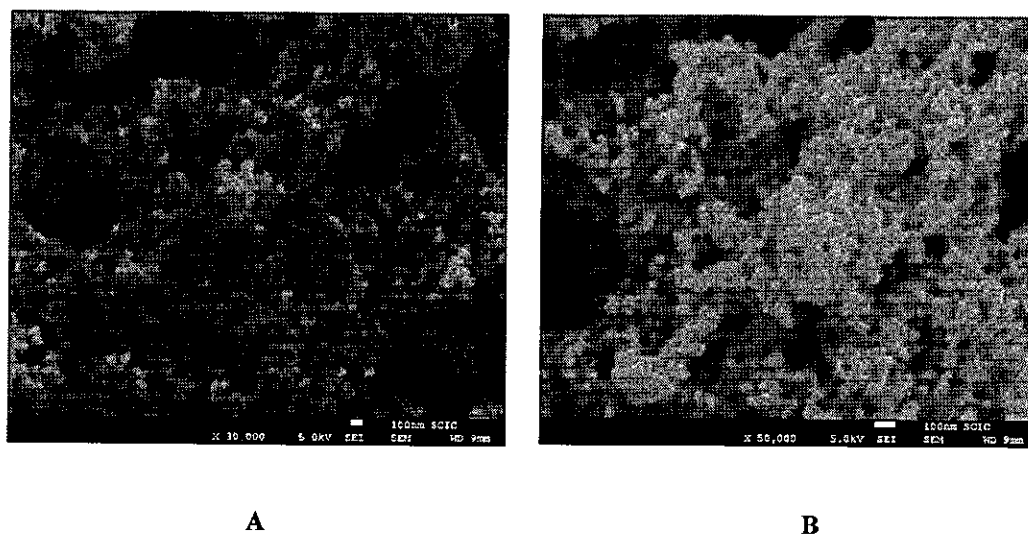 100nm SCIC
X 30,000 5.0kV SEI SEM WD 9mm
100nm SCIC
X 50,000 5.0kV SEI SEM WD 9mm
A
B